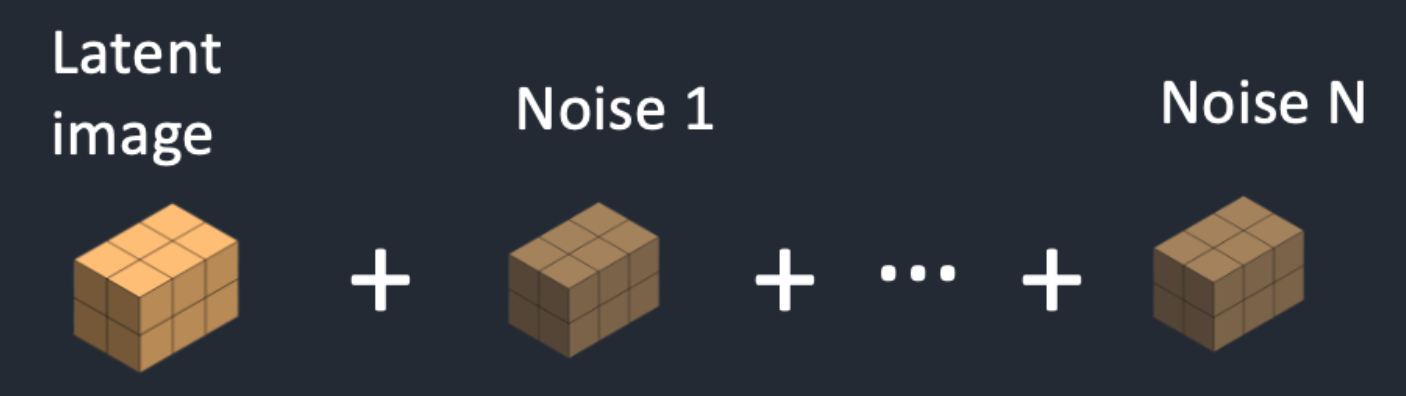 Latent
image
Noise 1
Noise N
+
+
...
+